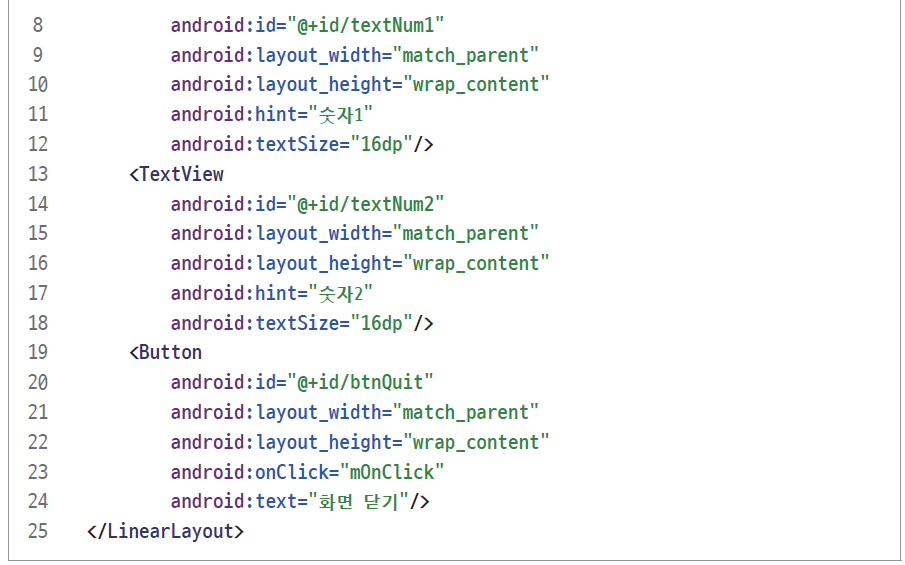 8 android:id="@+id/textNum1"
9 android:layout_width="match_parent"
10 android:layout_height="wrap_content"
11 android:hint="숫자1"
12 android:textSize="16dp"/>
13 <TextView
14 android:id="@+id/textNum2"
15 android:layout_width="match_parent"
16 android:layout_height="wrap_content"
17 android:hint="숫자2"
18 android:textSize="16dp"/>
19 <Button
20 android:id="@+id/btnQuit"
21 android:layout_width="match_parent"
22 android:layout_height="wrap_content"
23 android:onClick="mOnClick"
24 android:text="화면 닫기"/>
25 </LinearLayout>